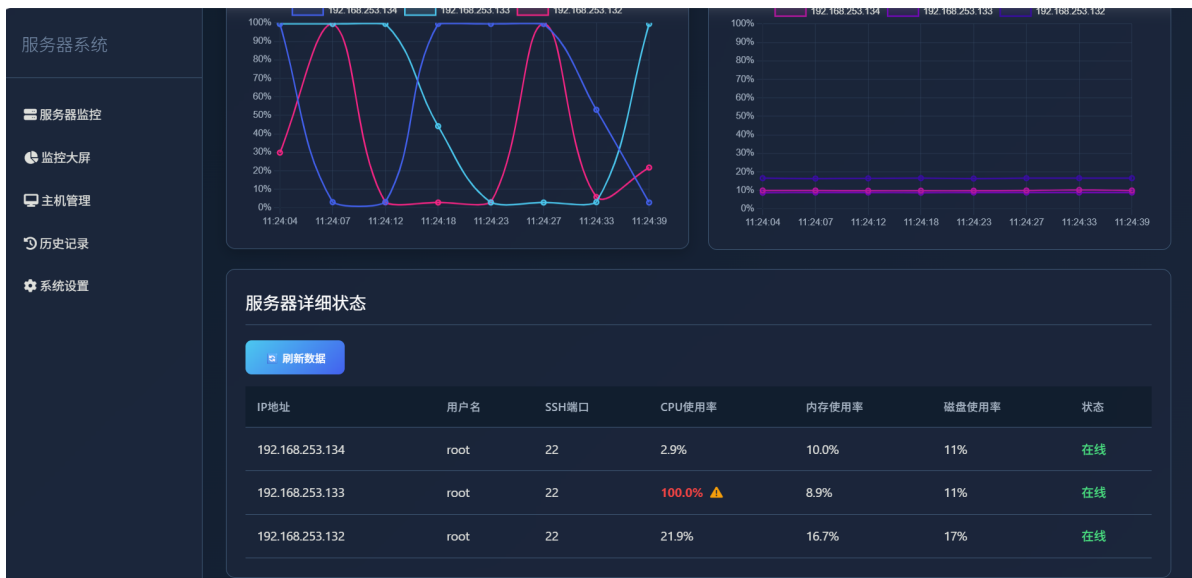 服务器系统
服务器监控
监控大屏
主机管理
历史记录
系统设置
192.168.253.134 192.168.253.133 192.168.253.132
100%
90%
80%
70%
60%
50%
40%
30%
20%
10%
0%
11:24:04 11:24:07 11:24:12 11:24:18 11:24:23 11:24:27 11:24:33 11:24:39
192.168.253.134 192.168.253.133 192.168.253.132
100%
90%
80%
70%
60%
50%
40%
30%
20%
10%
0%
11:24:04 11:24:07 11:24:12 11:24:18 11:24:23 11:24:27 11:24:33 11:24:39
服务器详细状态
刷新数据
IP地址 用户名 SSH端口 CPU使用率 内存使用率 磁盘使用率 状态
192.168.253.134 root 22 2.9% 10.0% 11% 在线
192.168.253.133 root 22 100.0% 8.9% 11% 在线
192.168.253.132 root 22 21.9% 16.7% 17% 在线